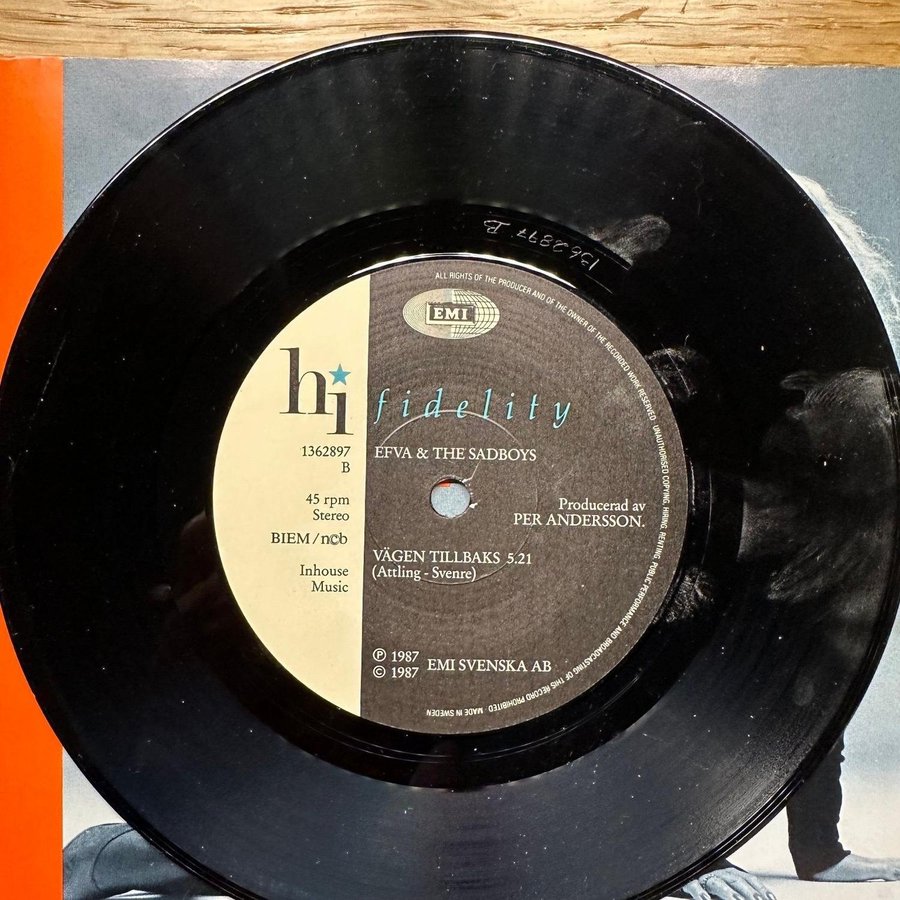 1362897 B
ALL RIGHTS OF THE PRODUCER AND OF THE OWNER OF THE RECORDED WORK RESERVED. UNAUTHORISED COPYING, HIRING, RENTING, PUBLIC PERFORMANCE AND BROADCASTING OF THIS RECORD PROHIBITED · MADE IN SWEDEN
EMI
hi fidelity
1362897
B
EFVA & THE SADBOYS
45 rpm
Stereo
BIEM/n©b
Producerad av
PER ANDERSSON.
Inhouse
Music
VÄGEN TILLBAKS 5.21
(Attling - Svenre)
℗ 1987
© 1987
EMI SVENSKA AB